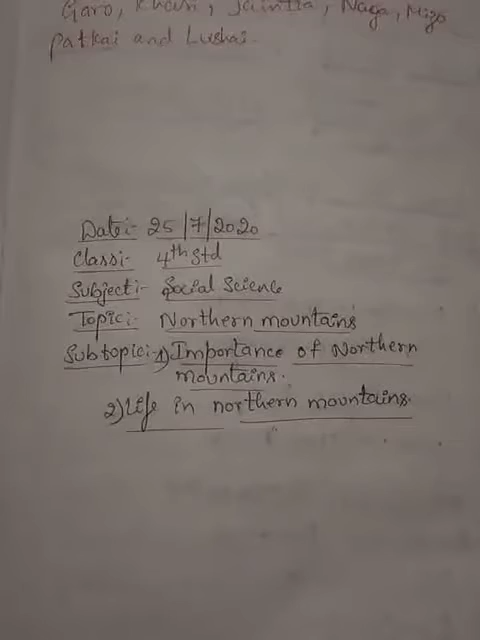 Garo, Khasi, Jaintia, Naga, Mizo
Patkai and Lushai.
Date:- 25/7/2020
Class:- 4th Std
Subject:- Social Science
Topic:- Northern mountains
Subtopic:- 1) Importance of Northern
mountains.
2) Life in northern mountains.